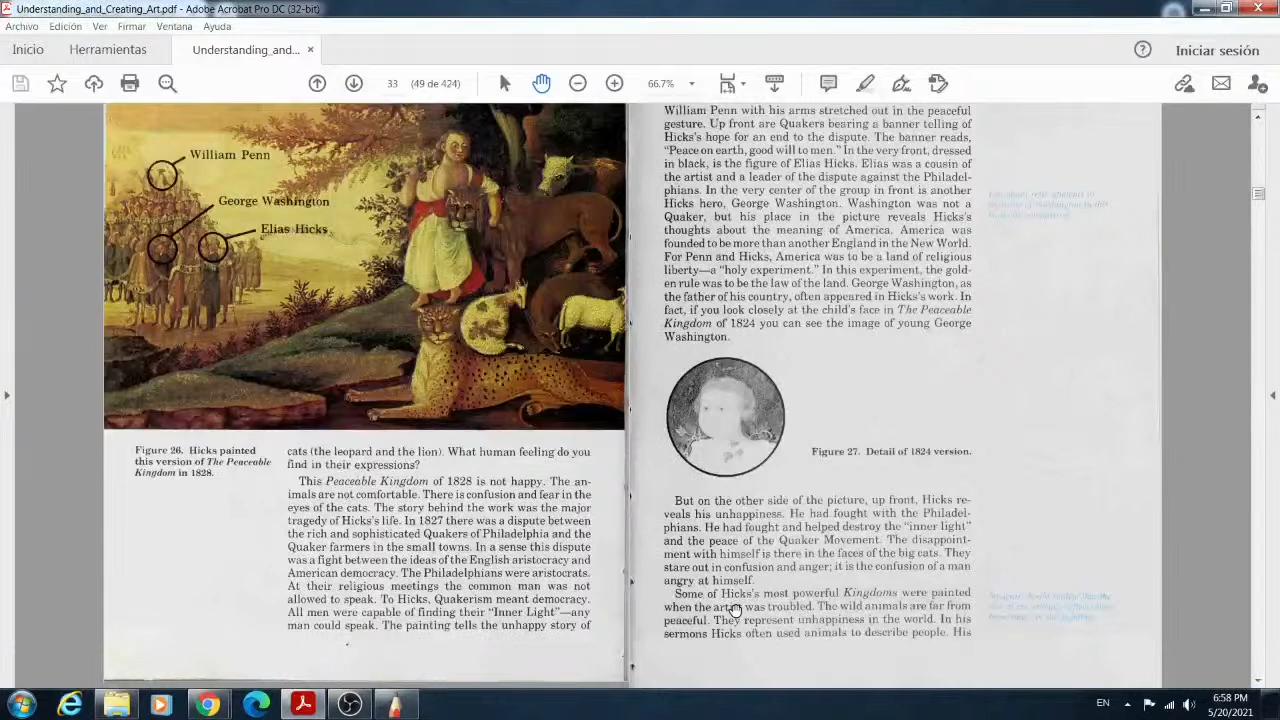 Understanding_and_Creating_Art.pdf - Adobe Acrobat Pro DC (32-bit)
Archivo Edición Ver Firmar Ventana Ayuda
Inicio Herramientas Understanding_and... × Iniciar sesión
33 (49 de 424) 66.7%
William Penn
George Washington
Elias Hicks
Figure 26. Hicks painted
this version of The Peaceable
Kingdom in 1828.
cats (the leopard and the lion). What human feeling do you
find in their expressions?
This Peaceable Kingdom of 1828 is not happy. The an-
imals are not comfortable. There is confusion and fear in the
eyes of the cats. The story behind the work was the major
tragedy of Hicks's life. In 1827 there was a dispute between
the rich and sophisticated Quakers of Philadelphia and the
Quaker farmers in the small towns. In a sense this dispute
was a fight between the ideas of the English aristocracy and
American democracy. The Philadelphians were aristocrats.
At their religious meetings the common man was not
allowed to speak. To Hicks, Quakerism meant democracy.
All men were capable of finding their "Inner Light"—any
man could speak. The painting tells the unhappy story of
William Penn with his arms stretched out in the peaceful
gesture. Up front are Quakers bearing a banner telling of
Hicks's hope for an end to the dispute. The banner reads,
"Peace on earth, good will to men." In the very front, dressed
in black, is the figure of Elias Hicks. Elias was a cousin of
the artist and a leader of the dispute against the Philadel-
phians. In the very center of the group in front is another
Hicks hero, George Washington. Washington was not a
Quaker, but his place in the picture reveals Hicks's
thoughts about the meaning of America. America was
founded to be more than another England in the New World.
For Penn and Hicks, America was to be a land of religious
liberty—a "holy experiment." In this experiment, the gold-
en rule was to be the law of the land. George Washington, as
the father of his country, often appeared in Hicks's work. In
fact, if you look closely at the child's face in The Peaceable
Kingdom of 1824 you can see the image of young George
Washington.
Figure 27. Detail of 1824 version.
But on the other side of the picture, up front, Hicks re-
veals his unhappiness. He had fought with the Philadel-
phians. He had fought and helped destroy the "inner light"
and the peace of the Quaker Movement. The disappoint-
ment with himself is there in the faces of the big cats. They
stare out in confusion and anger; it is the confusion of a man
angry at himself.
Some of Hicks's most powerful Kingdoms were painted
when the artist was troubled. The wild animals are far from
peaceful. They represent unhappiness in the world. In his
sermons Hicks often used animals to describe people. His
EN 6:58 PM
5/20/2021